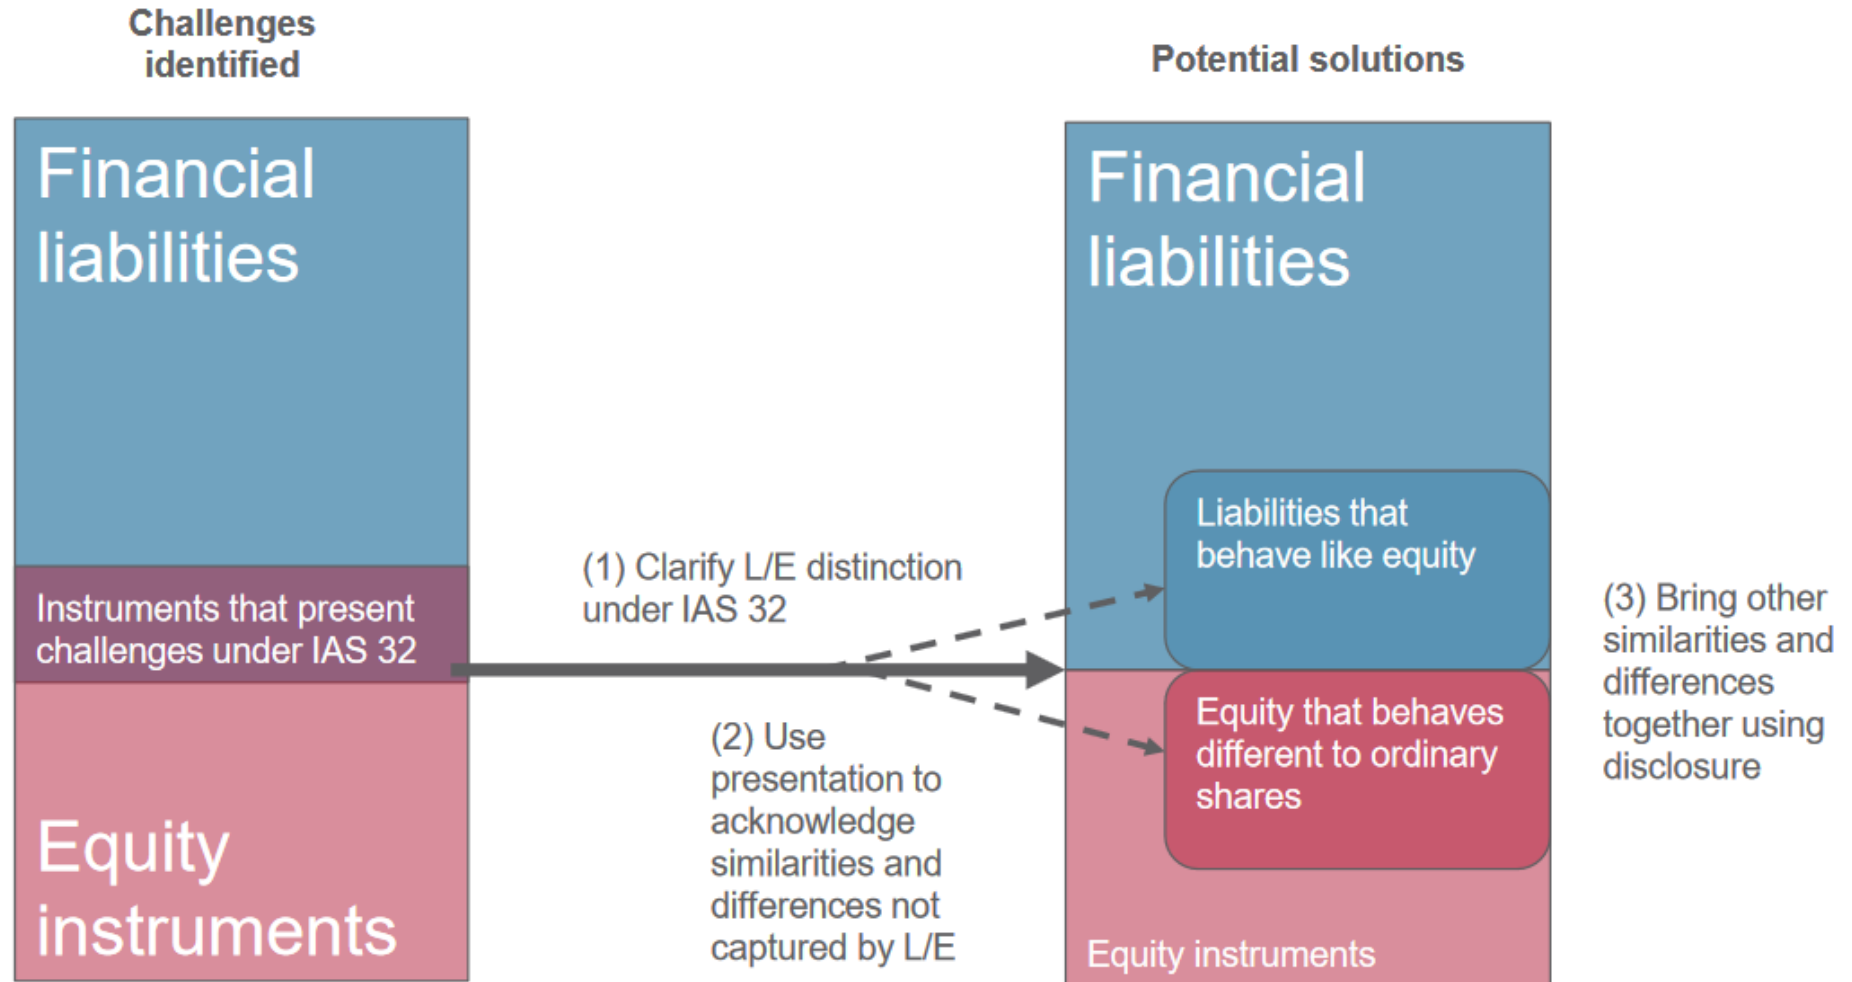 Challenges
identified
Financial
liabilities
Instruments that present
challenges under IAS 32
Equity
instruments
(1) Clarify L/E distinction
under IAS 32
(2) Use
presentation to
acknowledge
similarities and
differences not
captured by L/E
Potential solutions
Financial
liabilities
Liabilities that
behave like equity
Equity that behaves
different to ordinary
shares
Equity instruments
(3) Bring other
similarities and
differences
together using
disclosure